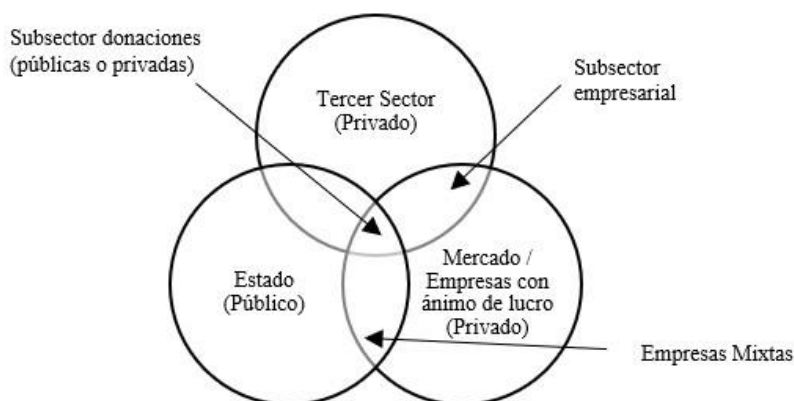 Subsector donaciones
(públicas o privadas)
Subsector
empresarial
Tercer Sector
(Privado)
Estado
(Público)
Mercado /
Empresas con
ánimo de lucro
(Privado)
Empresas Mixtas